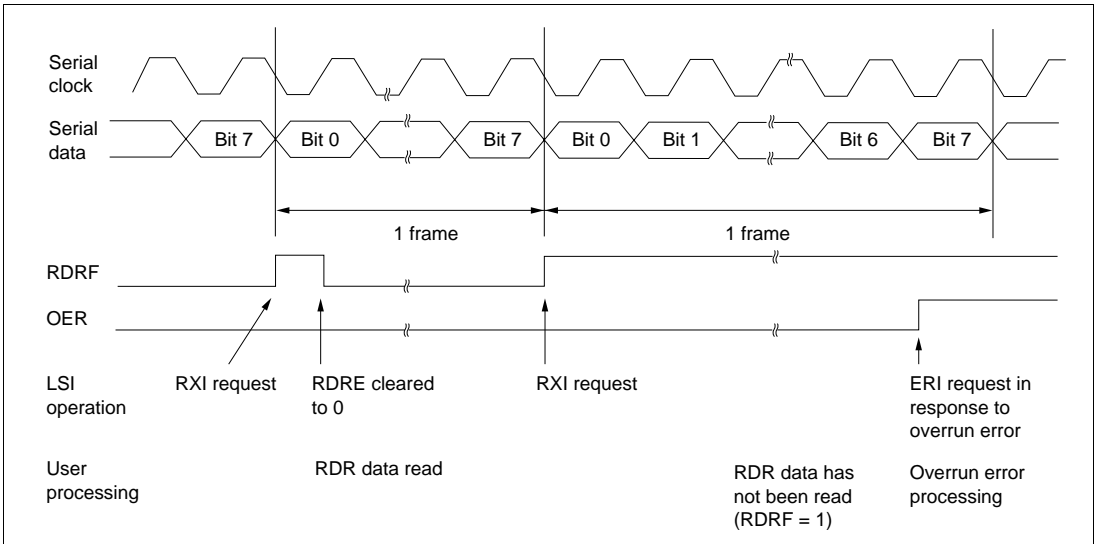 Serial
clock
Serial
data
Bit 7
Bit 0
Bit 7
Bit 0
Bit 1
Bit 6
Bit 7
1 frame
1 frame
RDRF
OER
LSI
operation
RXI request
RDRE cleared
to 0
RXI request
ERI request in
response to
overrun error
User
processing
RDR data read
RDR data has
not been read
(RDRF = 1)
Overrun error
processing